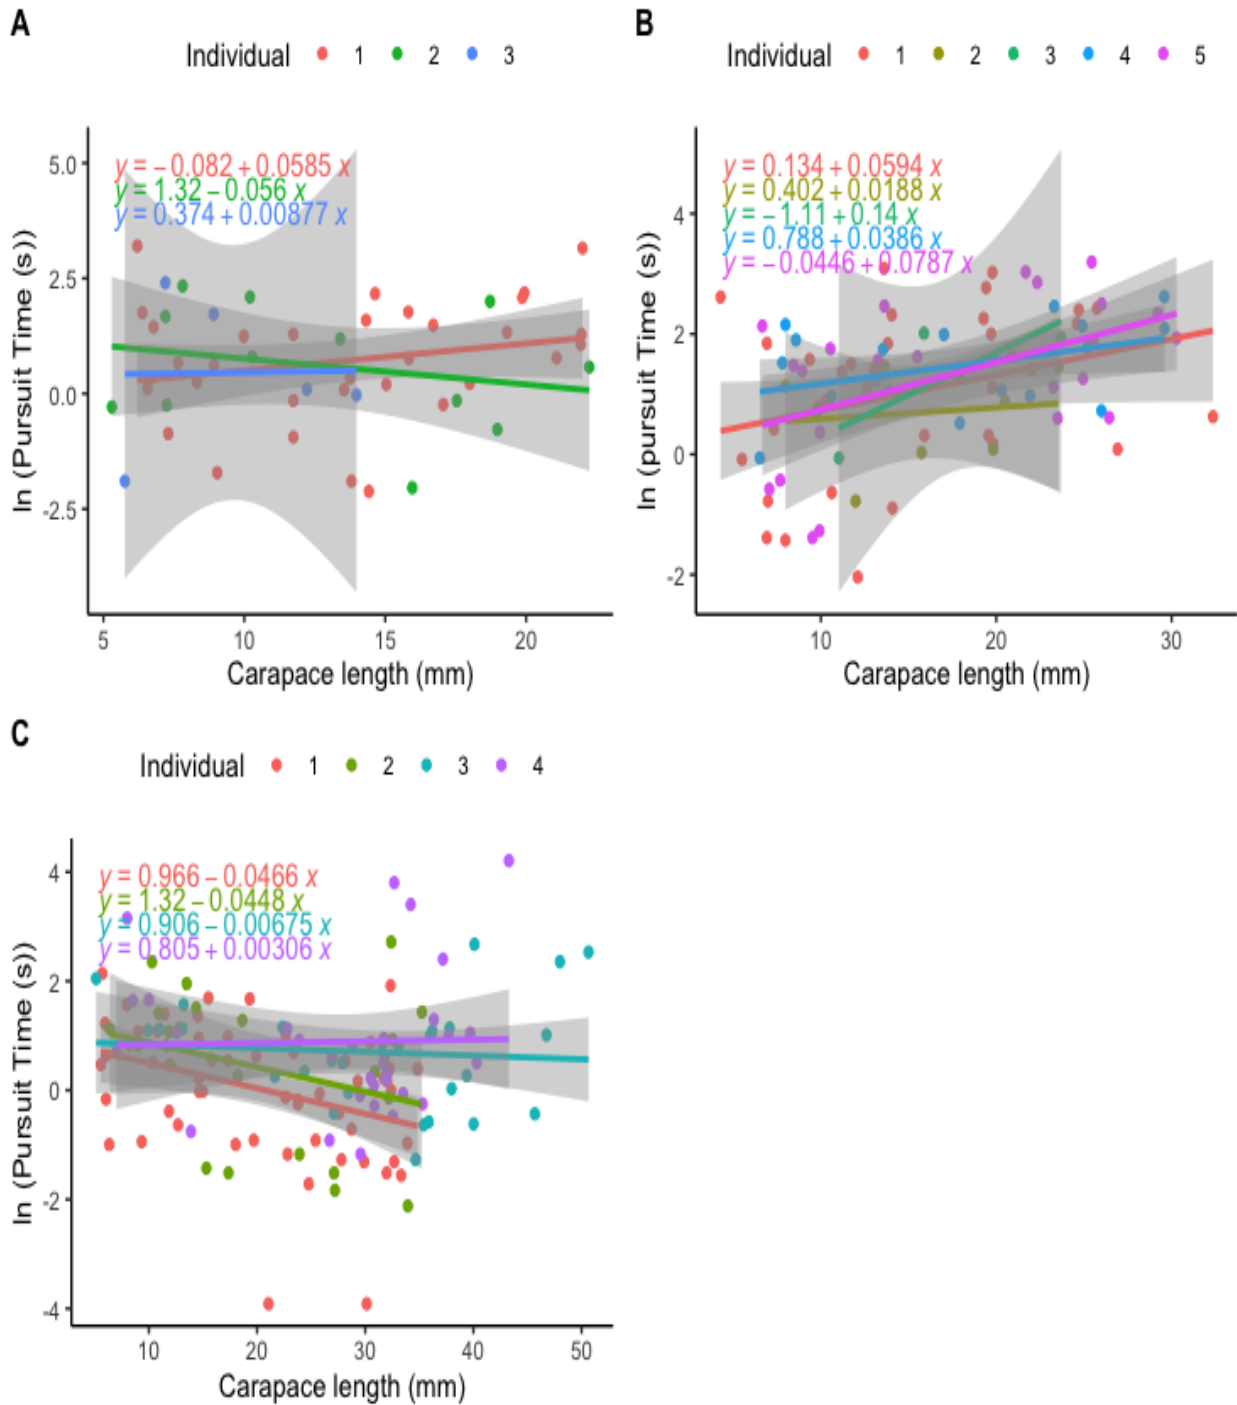 A
Individual 1 2 3
y = − 0.082 + 0.0585 x
y = 1.32 − 0.056 x
y = 0.374 + 0.00877 x
5.0
2.5
0.0
-2.5
ln (Pursuit Time (s))
5 10 15 20
Carapace length (mm)
B
Individual 1 2 3 4 5
y = 0.134 + 0.0594 x
y = 0.402 + 0.0188 x
y = − 1.11 + 0.14 x
y = 0.788 + 0.0386 x
y = − 0.0446 + 0.0787 x
4
2
0
-2
ln (pursuit Time (s))
10 20 30
Carapace length (mm)
C
Individual 1 2 3 4
y = 0.966 − 0.0466 x
y = 1.32 − 0.0448 x
y = 0.906 − 0.00675 x
y = 0.805 + 0.00306 x
4
2
0
-2
-4
ln (Pursuit Time (s))
10 20 30 40 50
Carapace length (mm)